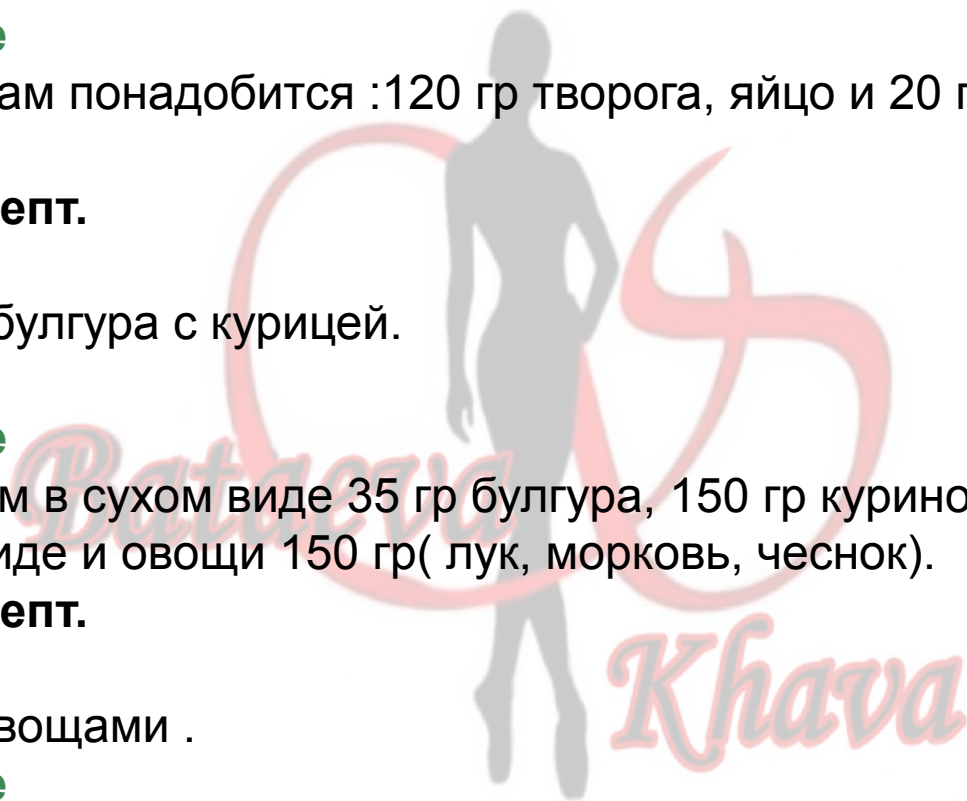 е
ам понадобится :120 гр творога, яйцо и 20 г
епт.
булгура с курицей.
е
м в сухом виде 35 гр булгура, 150 гр курино
иде и овощи 150 гр( лук, морковь, чеснок).
епт.
вощами .
е
Bataeva
Khava